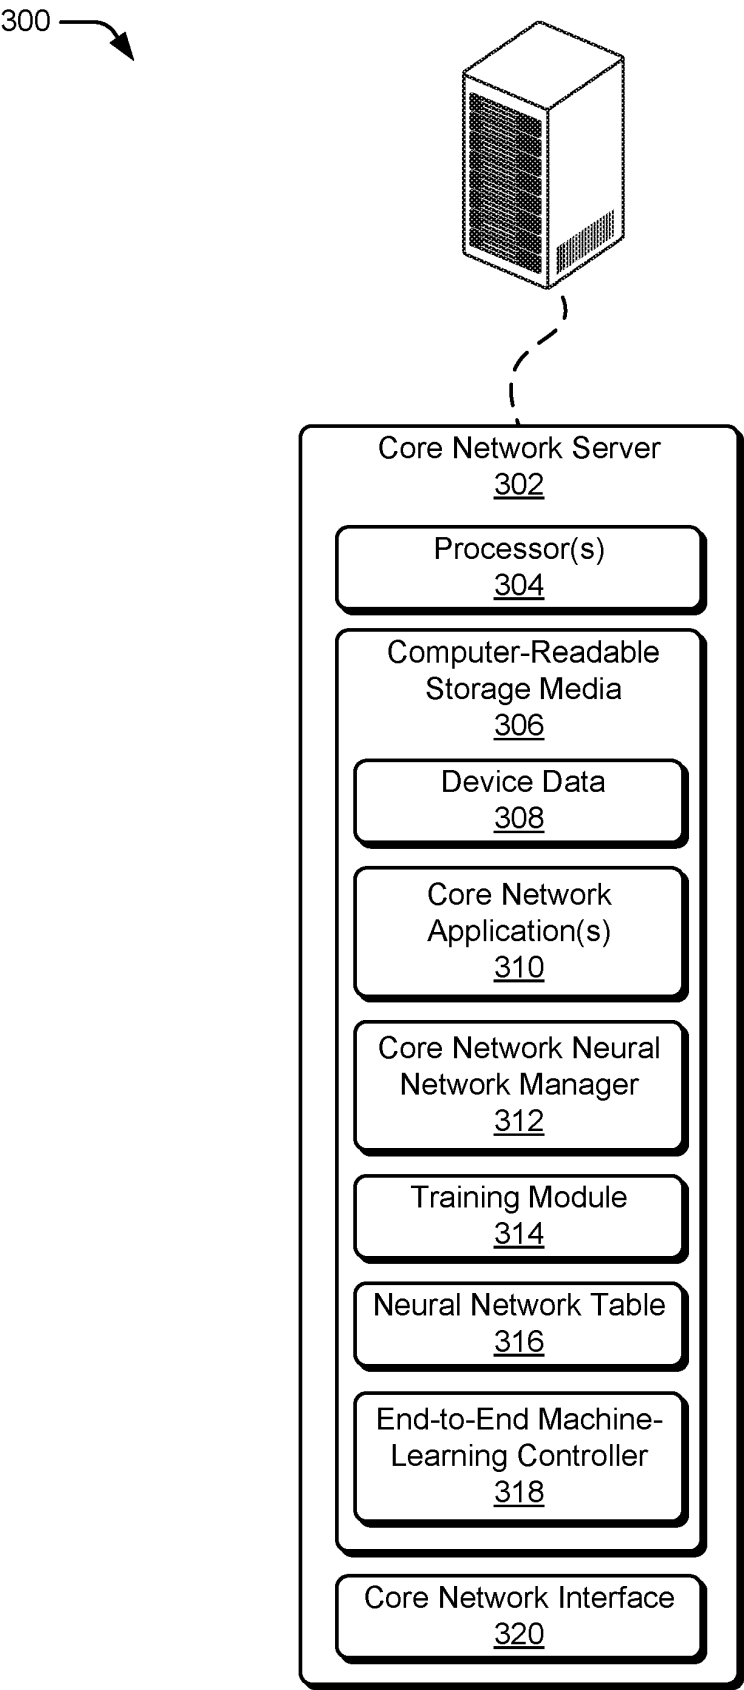 300
Core Network Server
302
Processor(s)
304
Computer-Readable
Storage Media
306
Device Data
308
Core Network
Application(s)
310
Core Network Neural
Network Manager
312
Training Module
314
Neural Network Table
316
End-to-End Machine-
Learning Controller
318
Core Network Interface
320